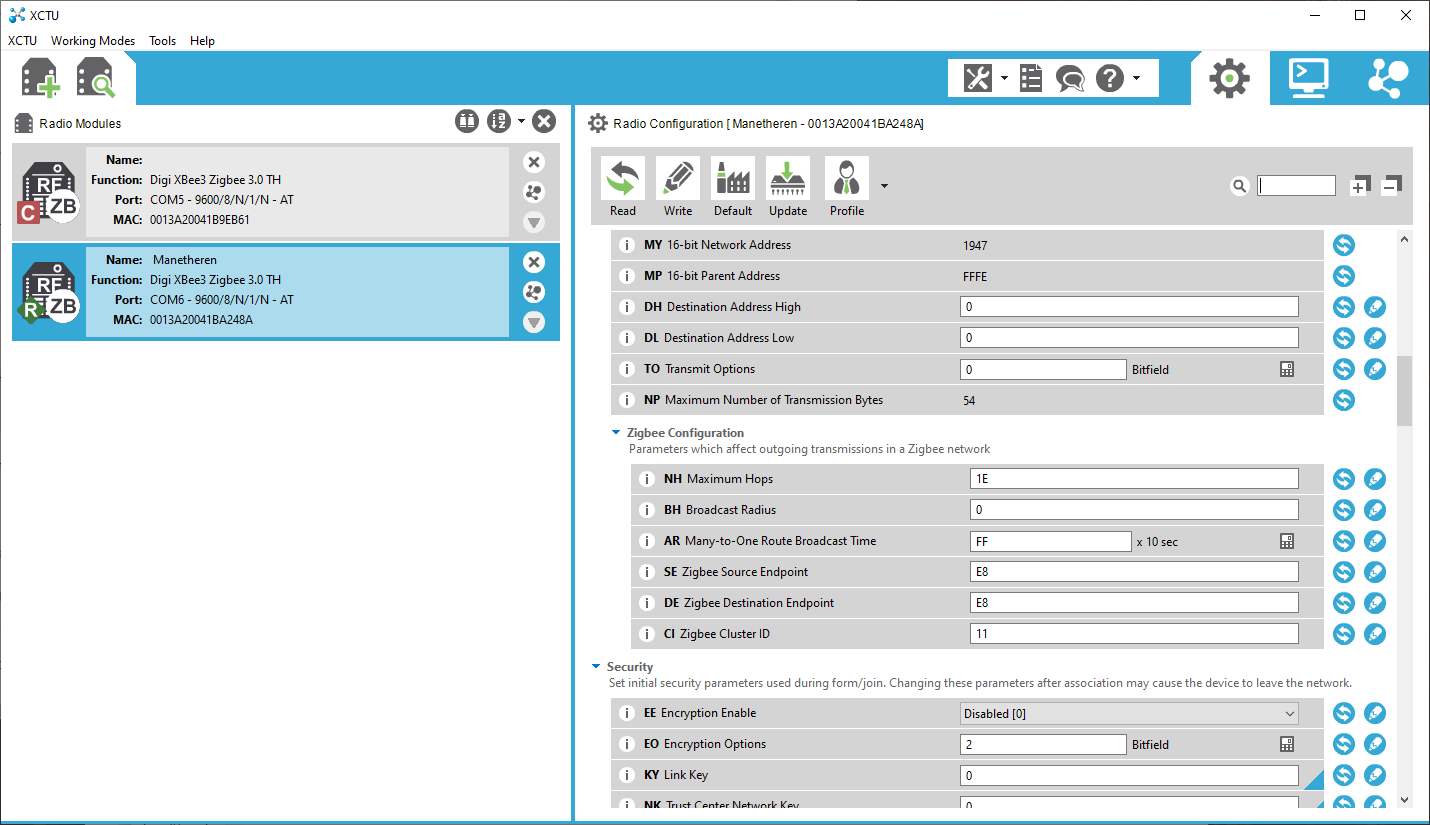 XCTU
XCTU Working Modes Tools Help
Radio Modules
Name:
Function: Digi XBee3 Zigbee 3.0 TH
Port: COM5 - 9600/8/N/1/N - AT
MAC: 0013A20041B9EB61
RF
C ZB
Name: Manetheren
Function: Digi XBee3 Zigbee 3.0 TH
Port: COM6 - 9600/8/N/1/N - AT
MAC: 0013A20041BA248A
RF
R ZB
Radio Configuration [ Manetheren - 0013A20041BA248A]
Read Write Default Update Profile
i MY 16-bit Network Address 1947
i MP 16-bit Parent Address FFFE
i DH Destination Address High 0
i DL Destination Address Low 0
i TO Transmit Options 0 Bitfield
i NP Maximum Number of Transmission Bytes 54
Zigbee Configuration
Parameters which affect outgoing transmissions in a Zigbee network
i NH Maximum Hops 1E
i BH Broadcast Radius 0
i AR Many-to-One Route Broadcast Time FF x 10 sec
i SE Zigbee Source Endpoint E8
i DE Zigbee Destination Endpoint E8
i CI Zigbee Cluster ID 11
Security
Set initial security parameters used during form/join. Changing these parameters after association may cause the device to leave the network.
i EE Encryption Enable Disabled [0]
i EO Encryption Options 2 Bitfield
i KY Link Key 0
i NK Trust Center Network Key 0